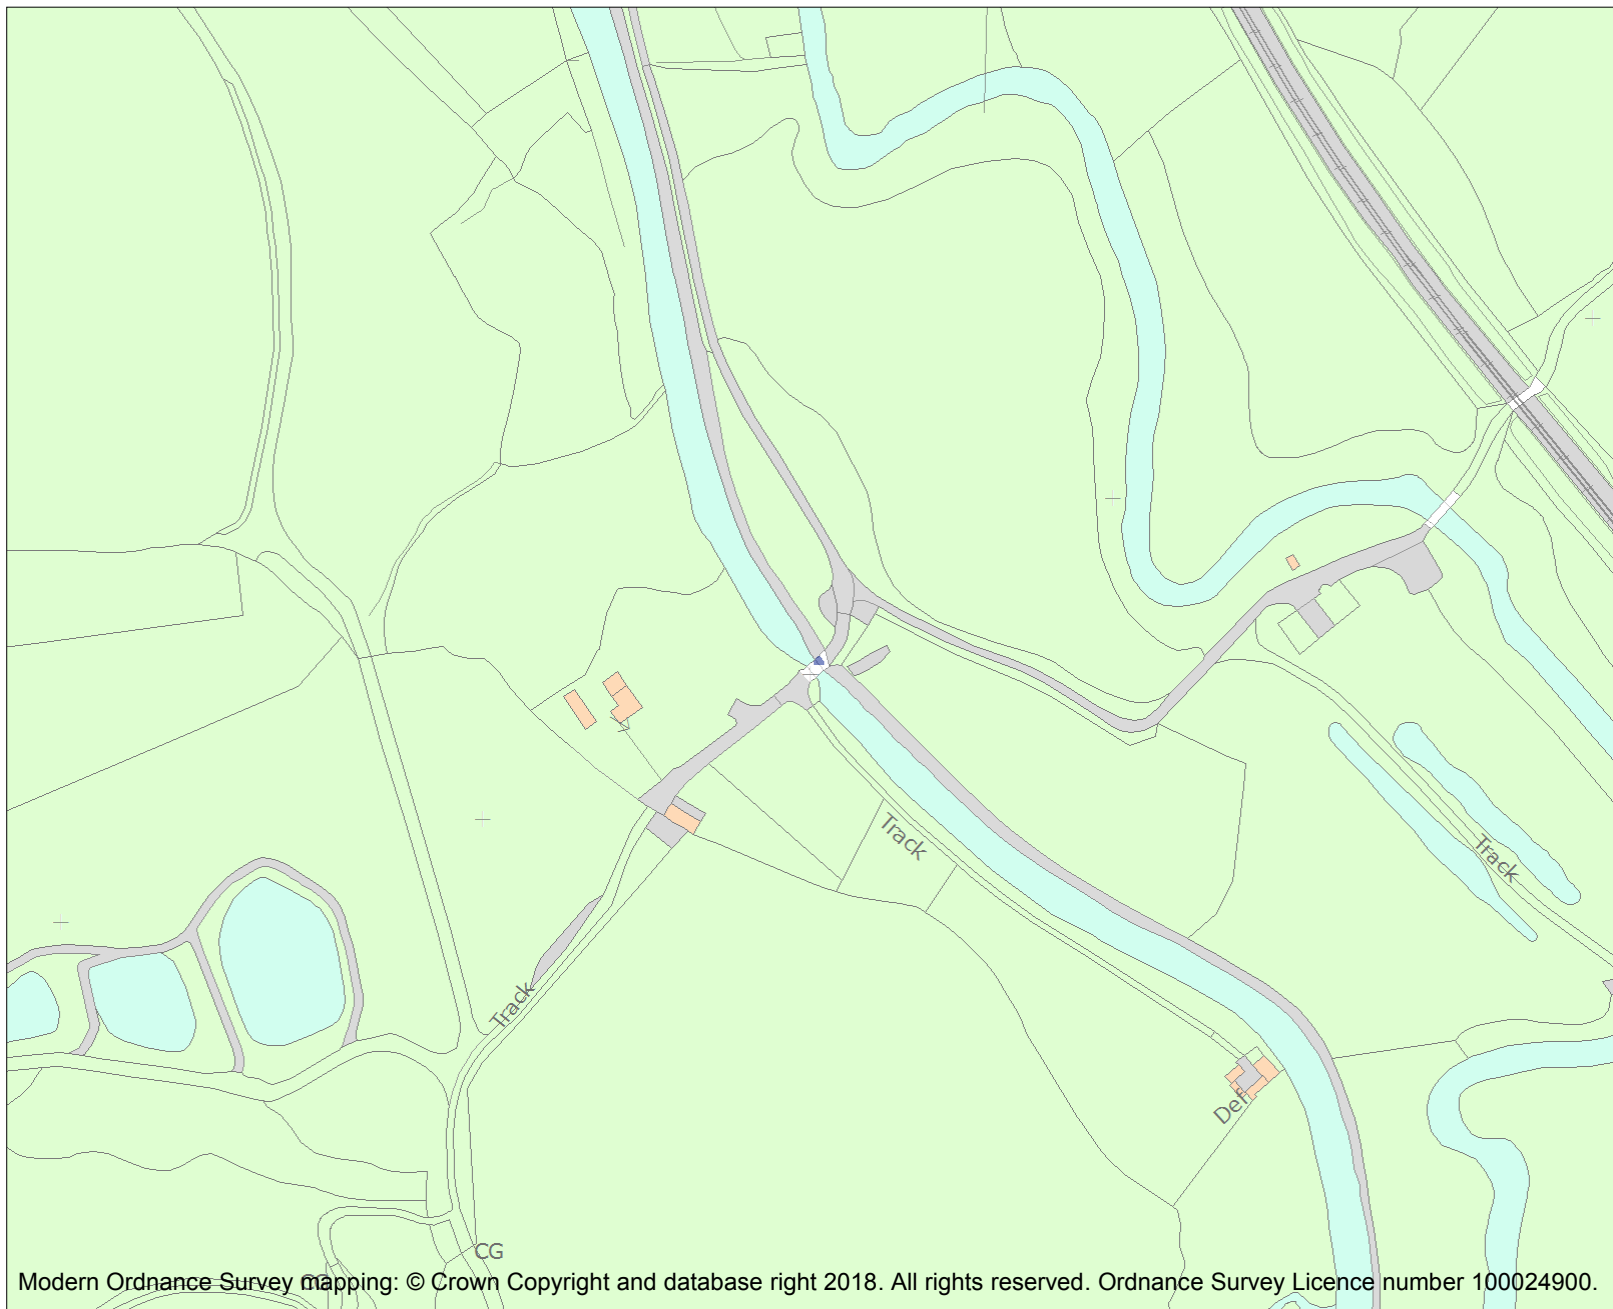 Track
Track
Track
Def
CG
CG
Modern Ordnance Survey mapping: © Crown Copyright and database right 2018. All rights reserved. Ordnance Survey Licence number 100024900.